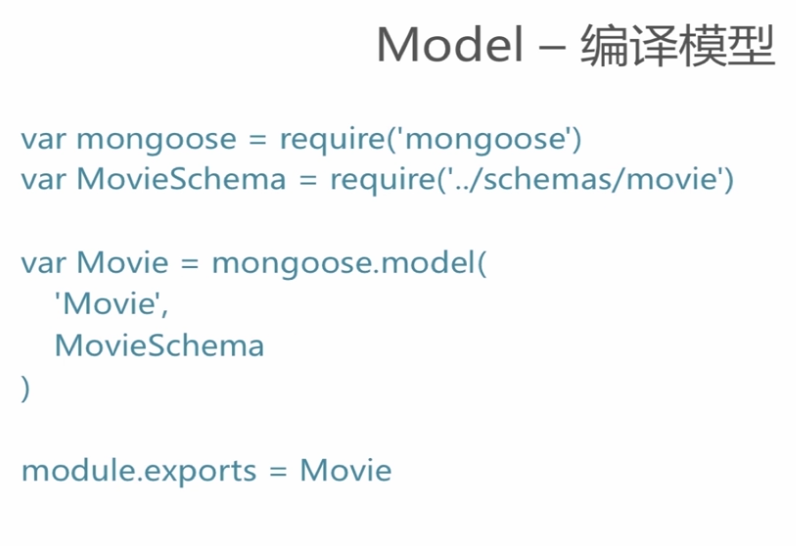 Model – 编译模型
var mongoose = require('mongoose')
var MovieSchema = require('../schemas/movie')
var Movie = mongoose.model(
'Movie',
MovieSchema
)
module.exports = Movie